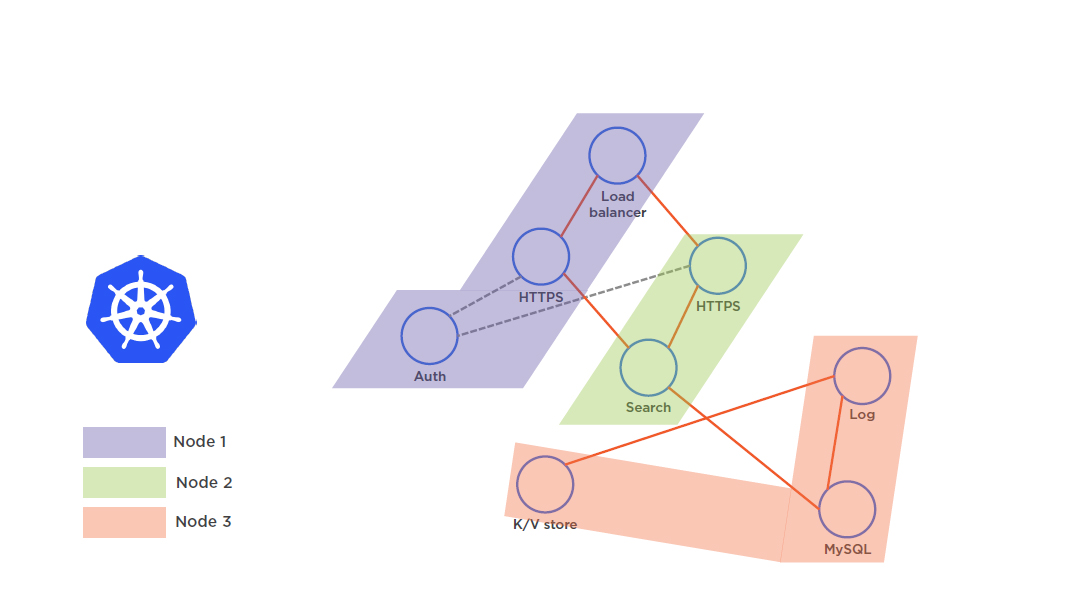 Load
balancer
HTTPS
HTTPS
Auth
Search
Log
K/V store
MySQL
Node 1
Node 2
Node 3